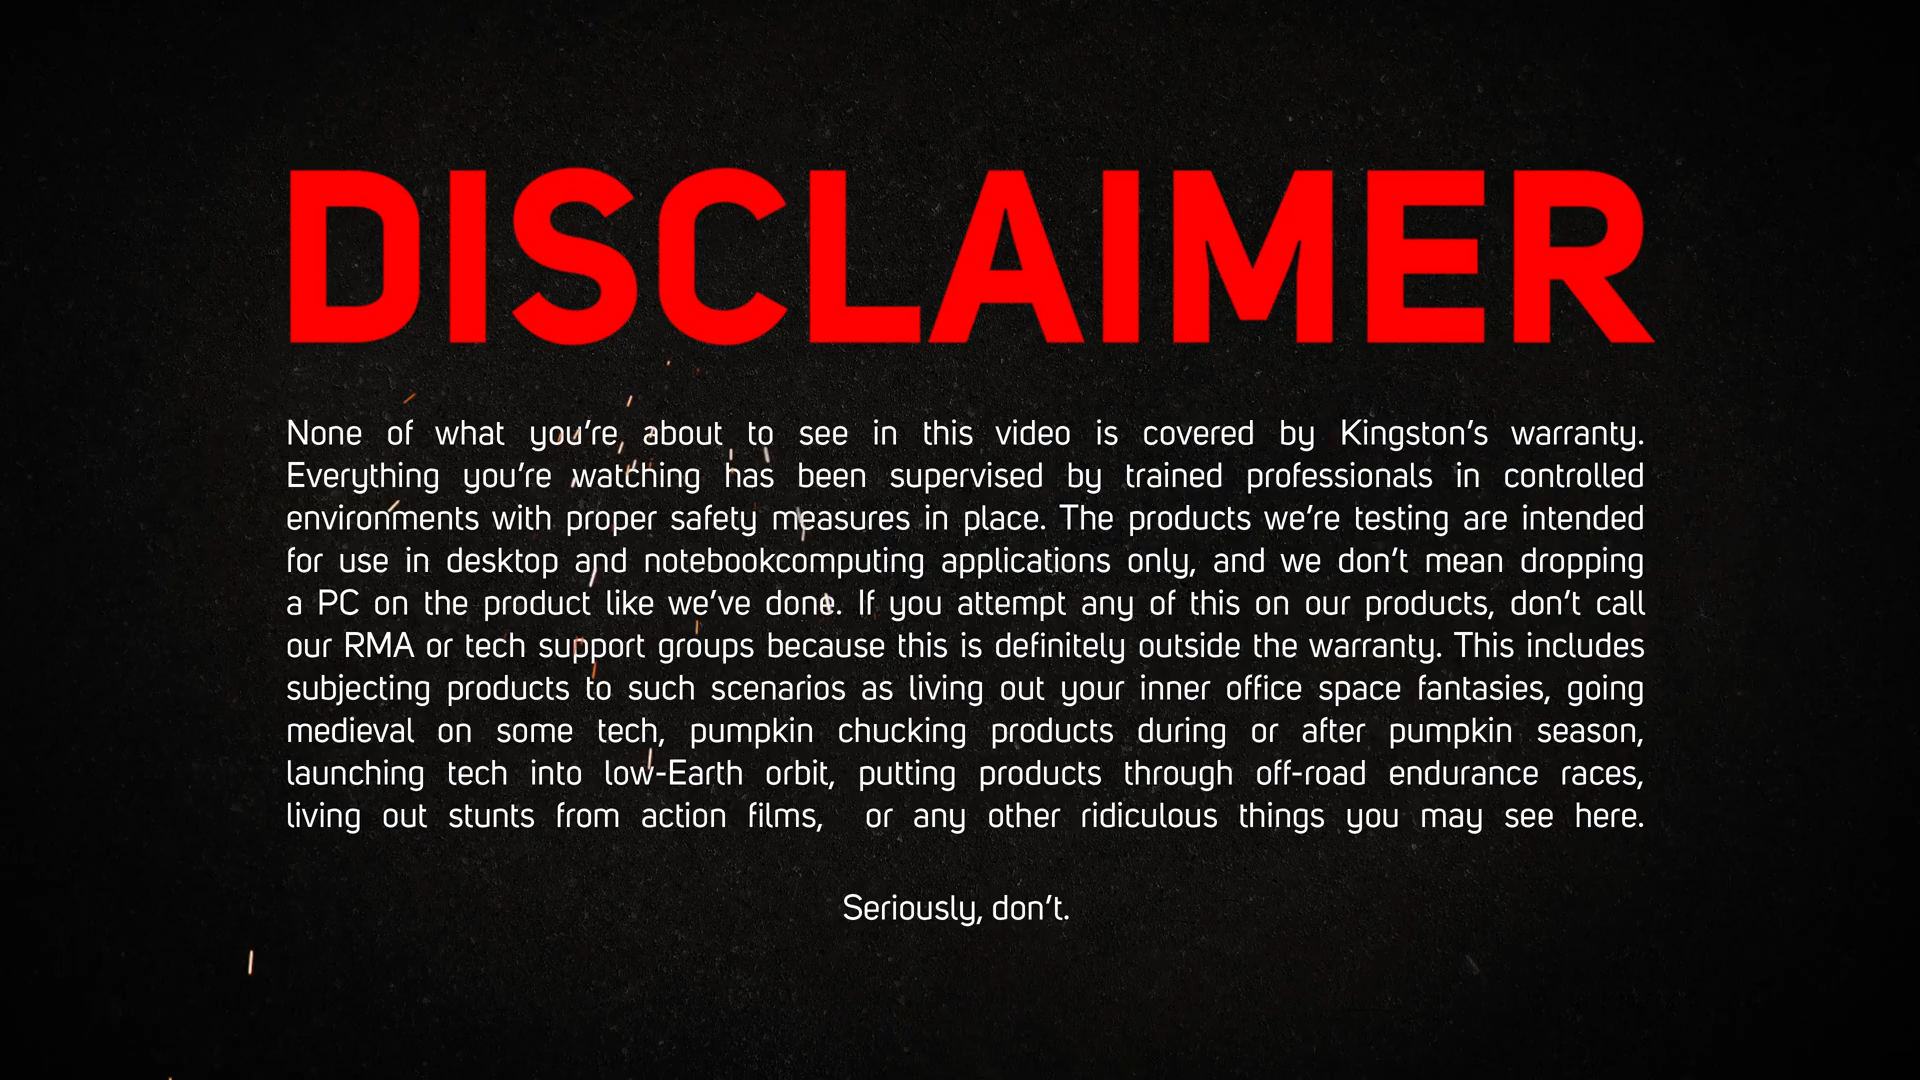 DISCLAIMER
None of what you’re about to see in this video is covered by Kingston’s warranty.
Everything you’re watching has been supervised by trained professionals in controlled
environments with proper safety measures in place. The products we’re testing are intended
for use in desktop and notebookcomputing applications only, and we don’t mean dropping
a PC on the product like we’ve done. If you attempt any of this on our products, don’t call
our RMA or tech support groups because this is definitely outside the warranty. This includes
subjecting products to such scenarios as living out your inner office space fantasies, going
medieval on some tech, pumpkin chucking products during or after pumpkin season,
launching tech into low-Earth orbit, putting products through off-road endurance races,
living out stunts from action films, or any other ridiculous things you may see here.
Seriously, don’t.